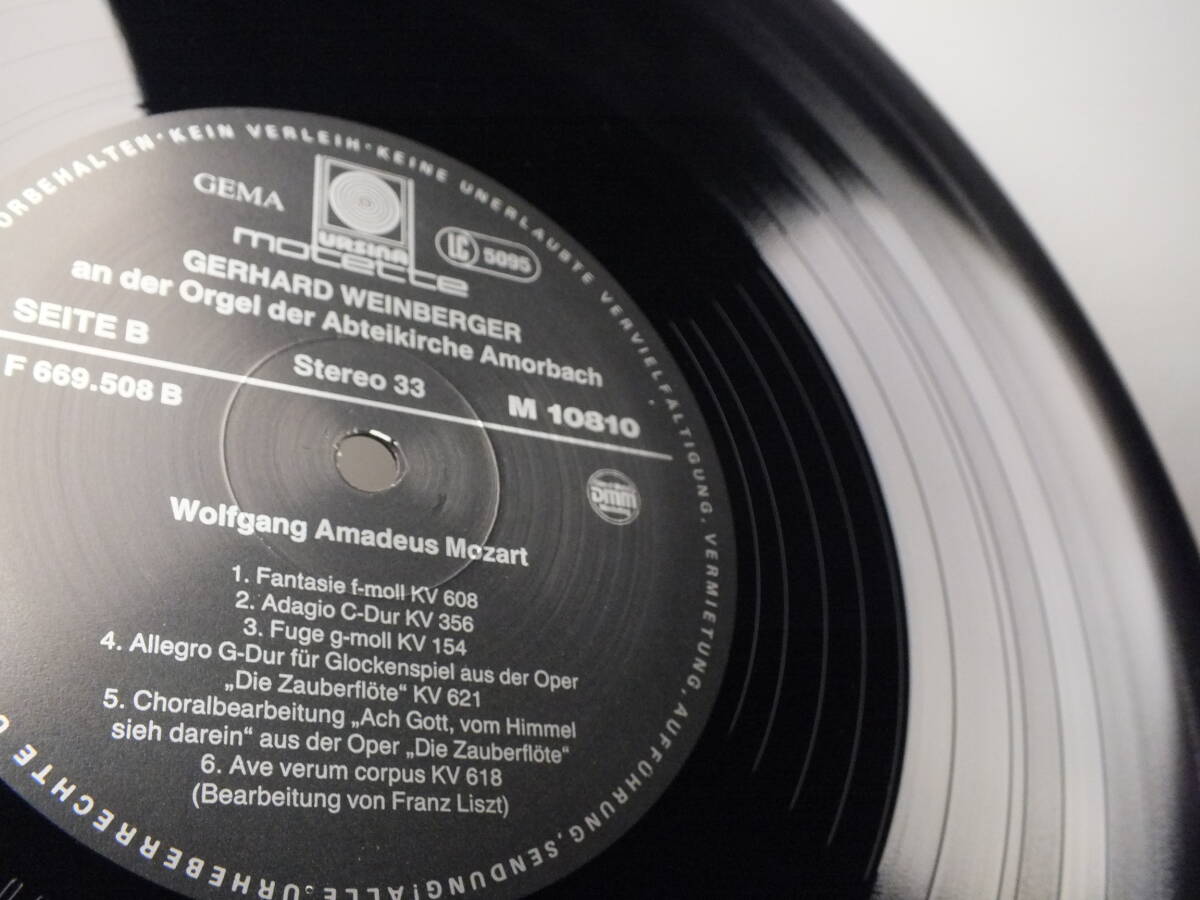 ORBEHALTEN · KEIN VERLEIH · KEINE UNERLAUBTE VERVIELFÄLTIGUNG, VERMIETUNG, AUFFÜHRUNG, SENDUNG! ALLE URHEBERRECHTE
GEMA
URSINA
motette
LC 5095
GERHARD WEINBERGER
an der Orgel der Abteikirche Amorbach
SEITE B
Stereo 33
F 669.508 B
M 10810
DMM
Wolfgang Amadeus Mozart
1. Fantasie f-moll KV 608
2. Adagio C-Dur KV 356
3. Fuge g-moll KV 154
4. Allegro G-Dur für Glockenspiel aus der Oper
„Die Zauberflöte“ KV 621
5. Choralbearbeitung „Ach Gott, vom Himmel
sieh darein“ aus der Oper „Die Zauberflöte“
6. Ave verum corpus KV 618
(Bearbeitung von Franz Liszt)